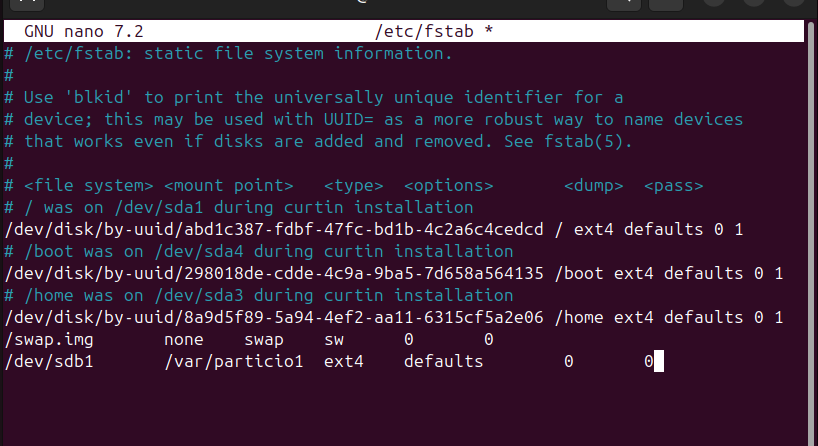 GNU nano 7.2 /etc/fstab *
# /etc/fstab: static file system information.
#
# Use 'blkid' to print the universally unique identifier for a
# device; this may be used with UUID= as a more robust way to name devices
# that works even if disks are added and removed. See fstab(5).
#
# <file system> <mount point>   <type>  <options>       <dump>  <pass>
# / was on /dev/sda1 during curtin installation
/dev/disk/by-uuid/abd1c387-fdbf-47fc-bd1b-4c2a6c4cedcd / ext4 defaults 0 1
# /boot was on /dev/sda4 during curtin installation
/dev/disk/by-uuid/298018de-cdde-4c9a-9ba5-7d658a564135 /boot ext4 defaults 0 1
# /home was on /dev/sda3 during curtin installation
/dev/disk/by-uuid/8a9d5f89-5a94-4ef2-aa11-6315cf5a2e06 /home ext4 defaults 0 1
/swap.img       none    swap    sw      0       0
/dev/sdb1       /var/particio1  ext4    defaults        0       0